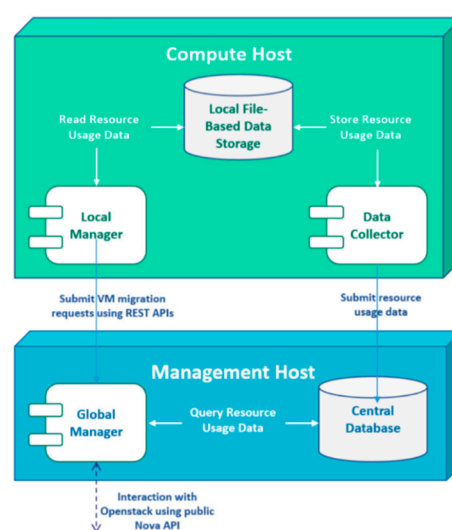 Compute Host
Local File-
Based Data
Storage
Read Resource
Usage Data
Store Resource
Usage Data
Local
Manager
Data
Collector
Submit VM migration
requests using REST APIs
Submit resource
usage data
Management Host
Global
Manager
Query Resource
Usage Data
Central
Database
Interaction with
Openstack using public
Nova API